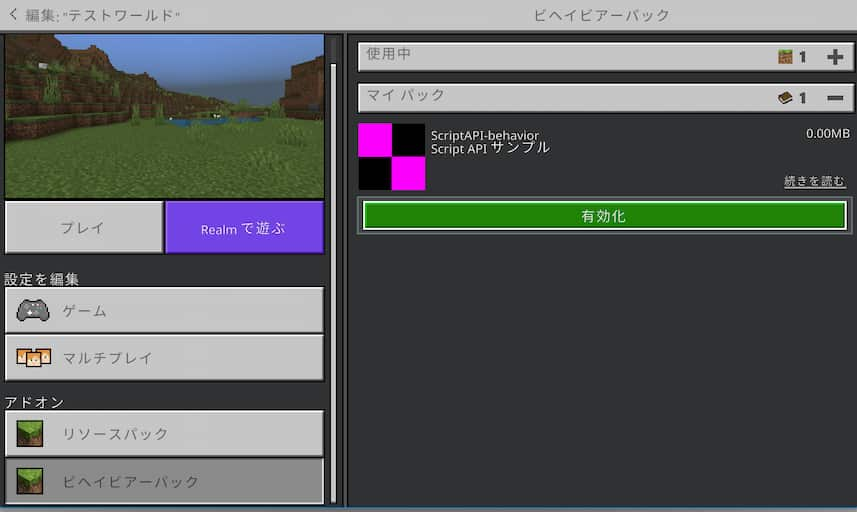 編集: "テストワールド"
ビヘイビアーパック
プレイ
Realm で遊ぶ
設定を編集
ゲーム
マルチプレイ
アドオン
リソースパック
ビヘイビアーパック
使用中
1
マイ パック
1
ScriptAPI-behavior
0.00MB
Script API サンプル
続きを読む
有効化